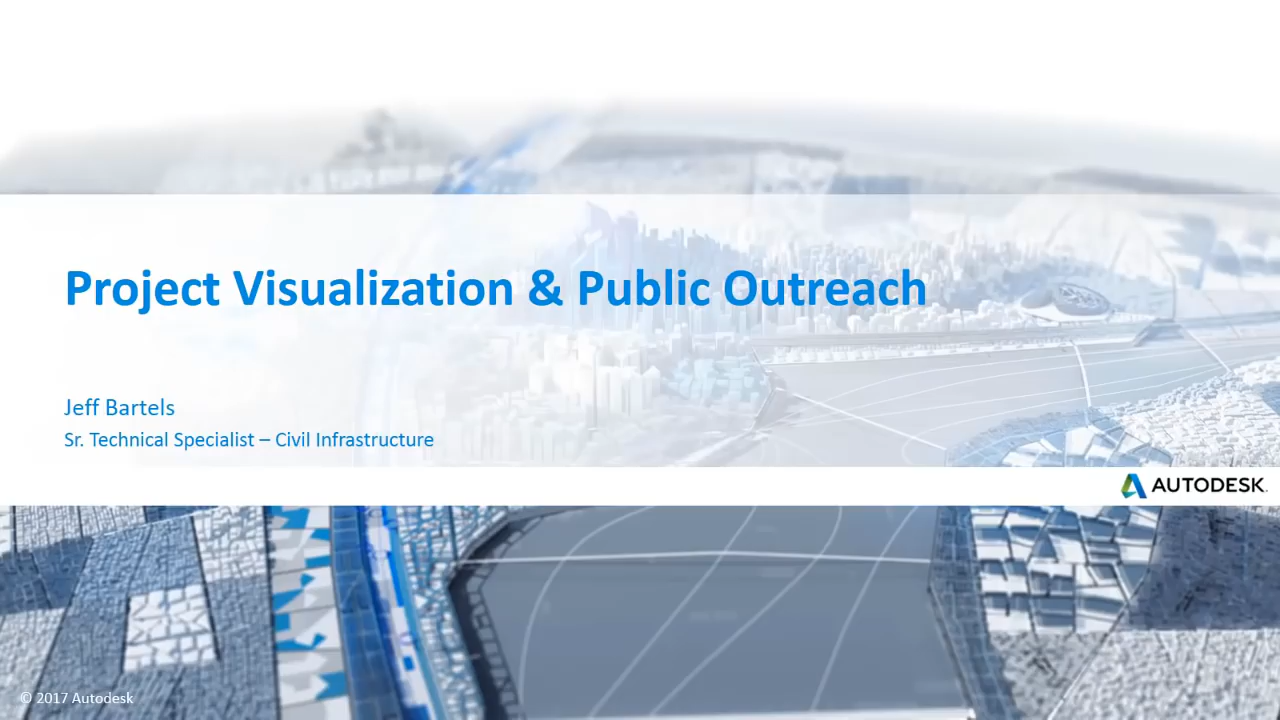 Project Visualization & Public Outreach
Jeff Bartels
Sr. Technical Specialist – Civil Infrastructure
AUTODESK.
© 2017 Autodesk